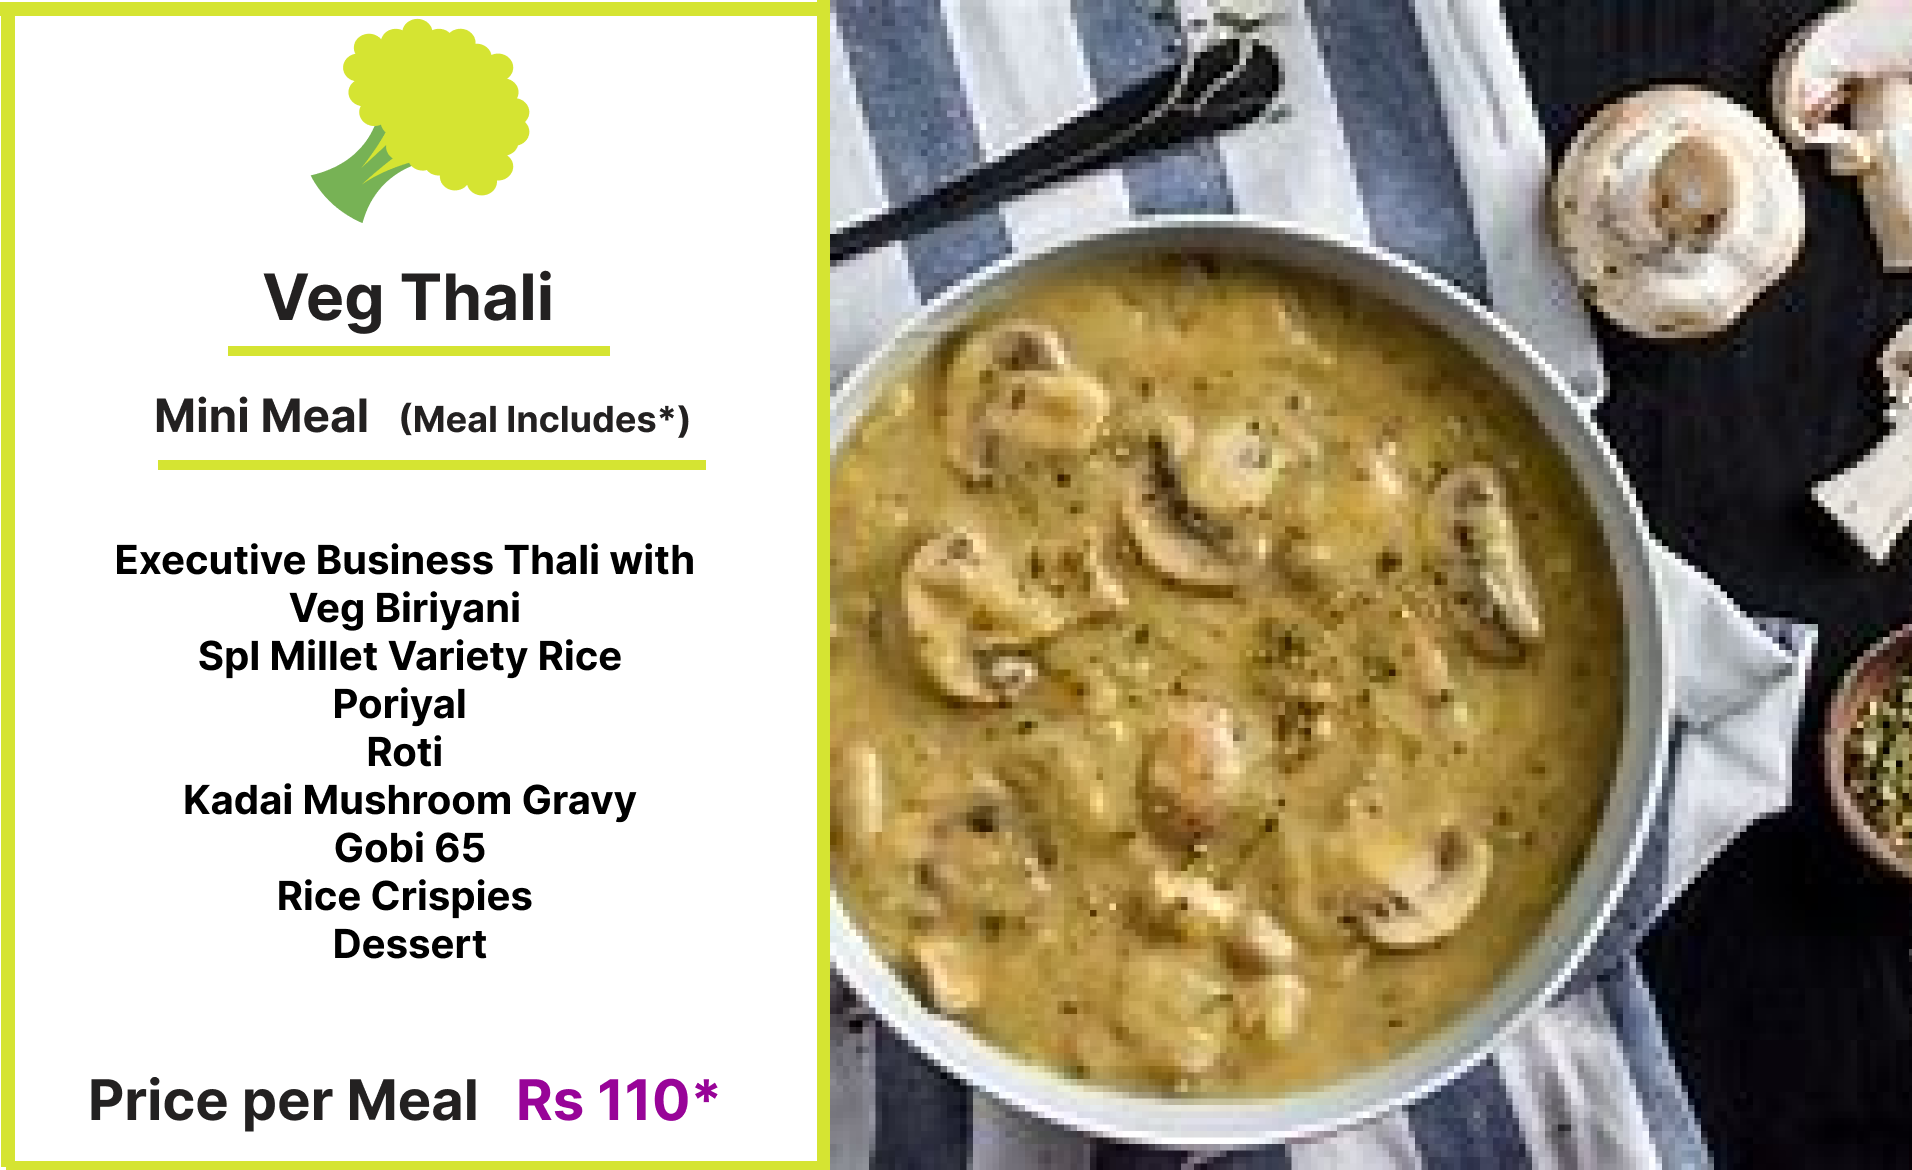 Veg Thali
Mini Meal (Meal Includes*)
Executive Business Thali with
Veg Biriyani
Spl Millet Variety Rice
Poriyal
Roti
Kadai Mushroom Gravy
Gobi 65
Rice Crispies
Dessert
Price per Meal Rs 110*